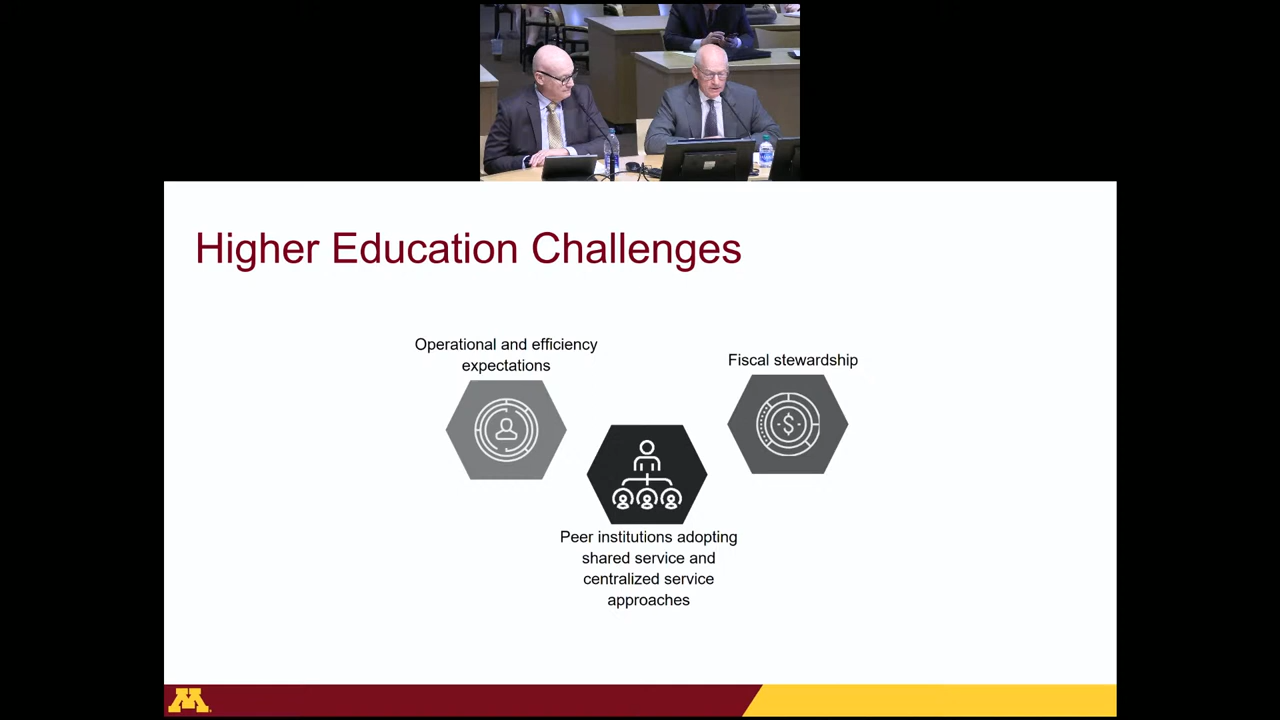 Higher Education Challenges
Operational and efficiency
expectations
Fiscal stewardship
Peer institutions adopting
shared service and
centralized service
approaches